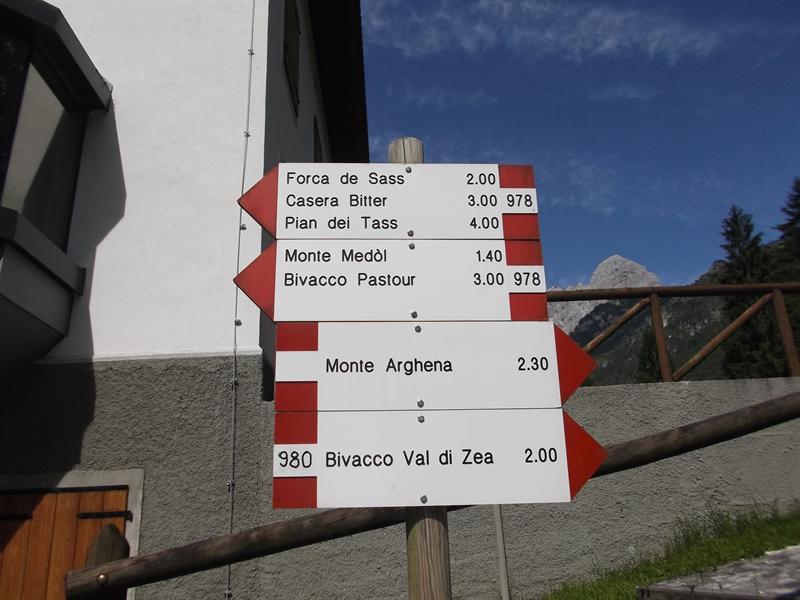 Forca de Sass 2.00
Casera Bitter 3.00 978
Pian dei Tass 4.00
Monte Medòl 1.40
Bivacco Pastour 3.00 978
Monte Arghena 2.30
980 Bivacco Val di Zea 2.00